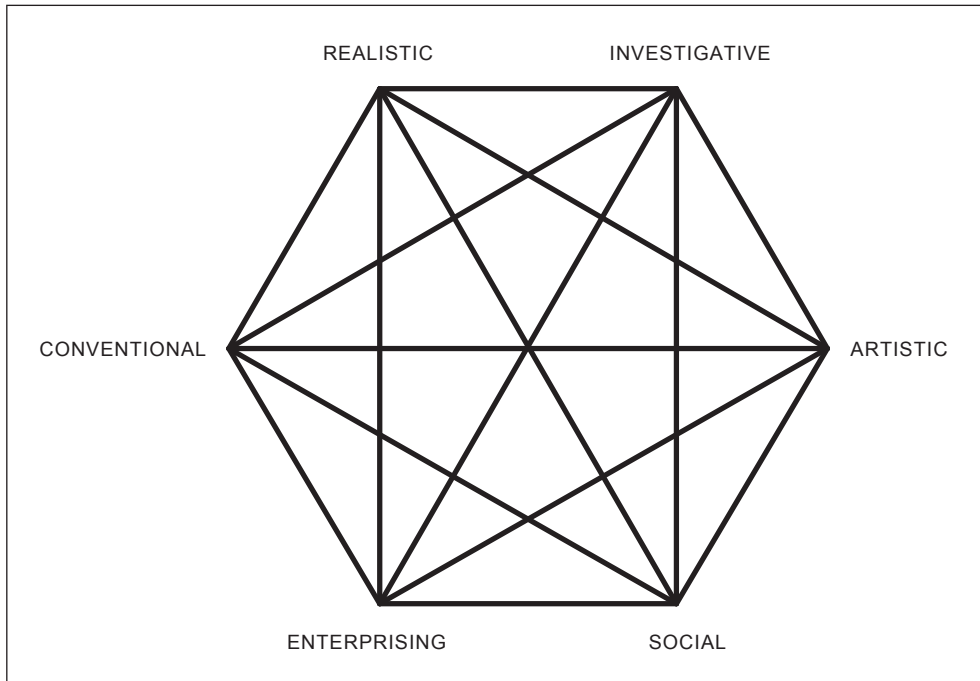 REALISTIC
INVESTIGATIVE
CONVENTIONAL
ARTISTIC
ENTERPRISING
SOCIAL